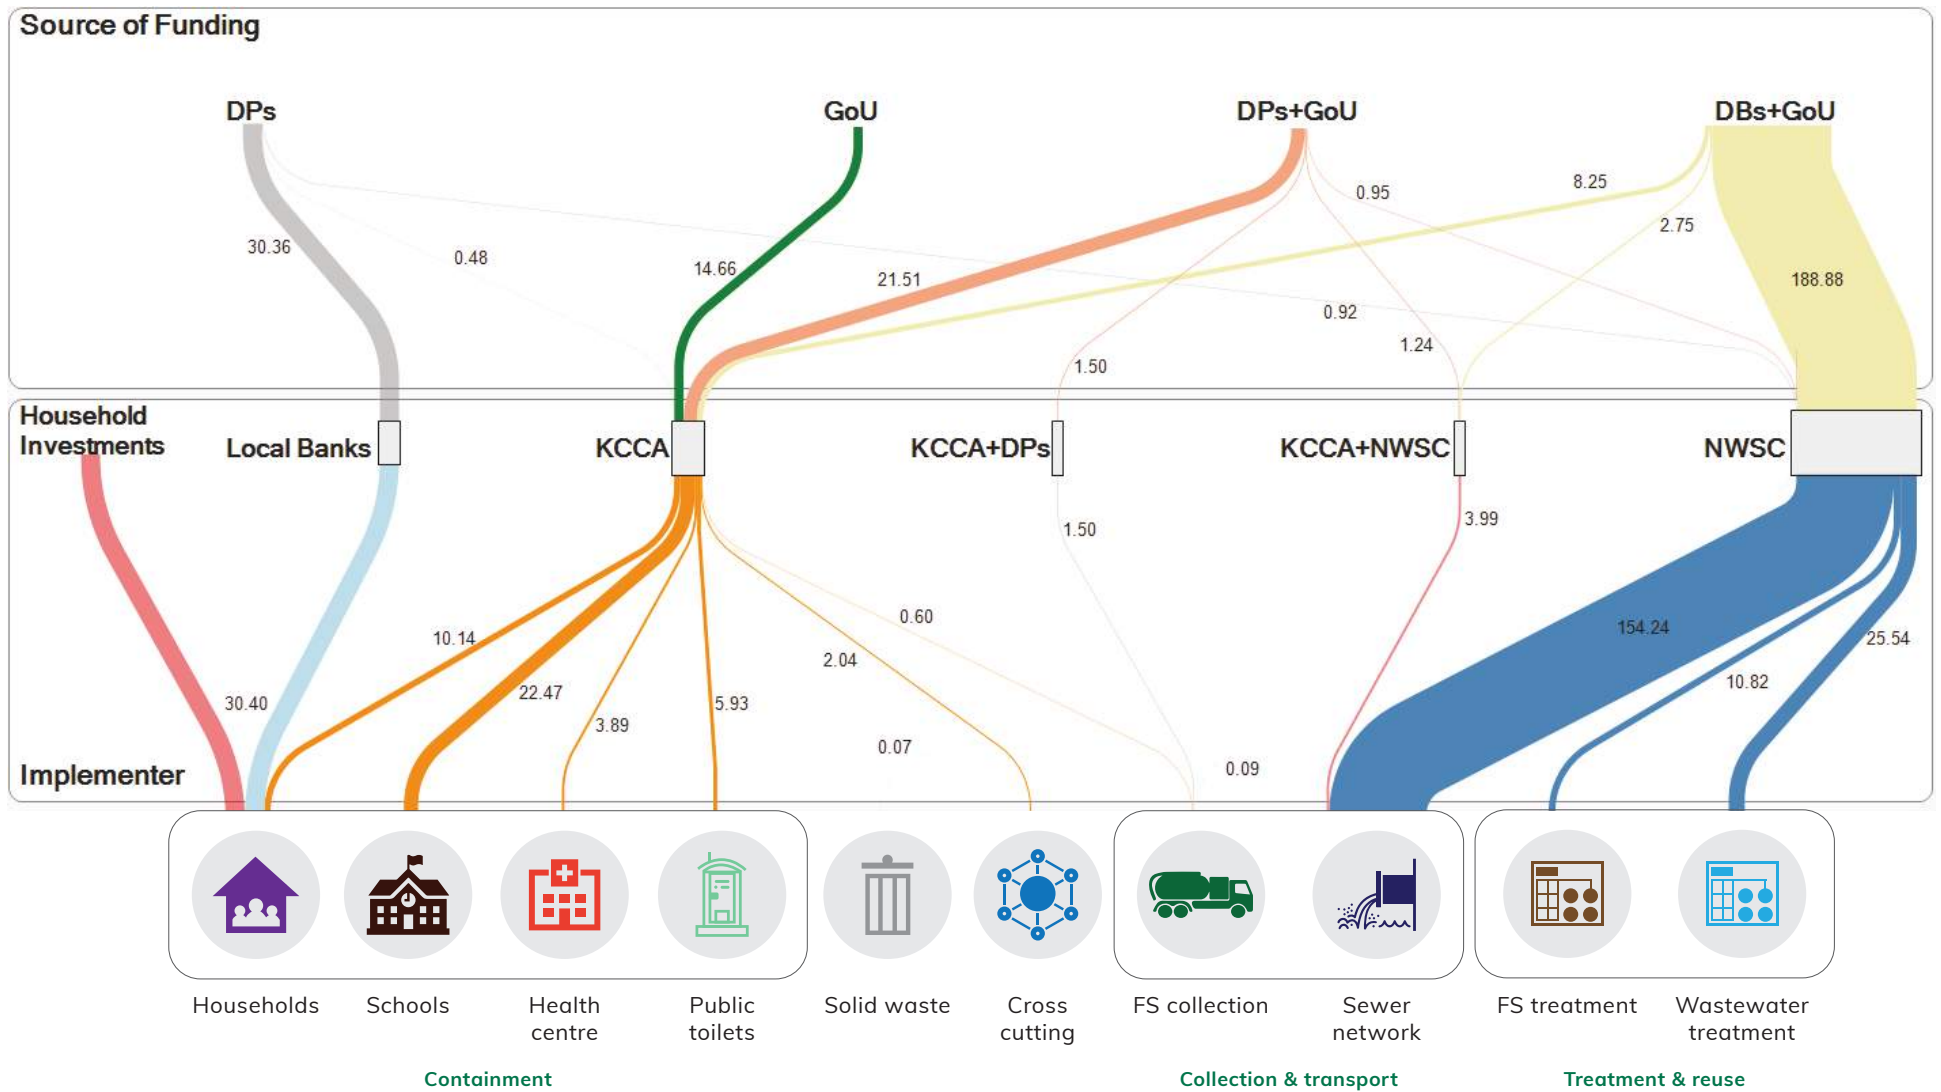 Source of Funding
DPs
GoU
DPs+GoU
DBs+GoU
8.25
0.95
2.75
30.36
0.48
14.66
21.51
188.88
0.92
1.24
1.50
Household
Investments
Local Banks
KCCA
KCCA+DPs
KCCA+NWSC
NWSC
3.99
1.50
0.60
154.24
25.54
10.14
2.04
10.82
22.47
30.40
5.93
3.89
0.07
0.09
Implementer
Households
Schools
Health
centre
Public
toilets
Solid waste
Cross
cutting
FS collection
Sewer
network
FS treatment
Wastewater
treatment
Containment
Collection & transport
Treatment & reuse